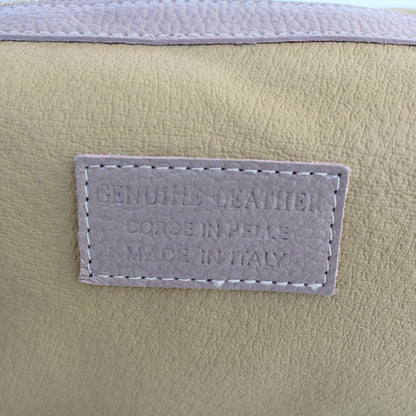 GENUINE LEATHER
BORSE IN PELLE
MADE IN ITALY